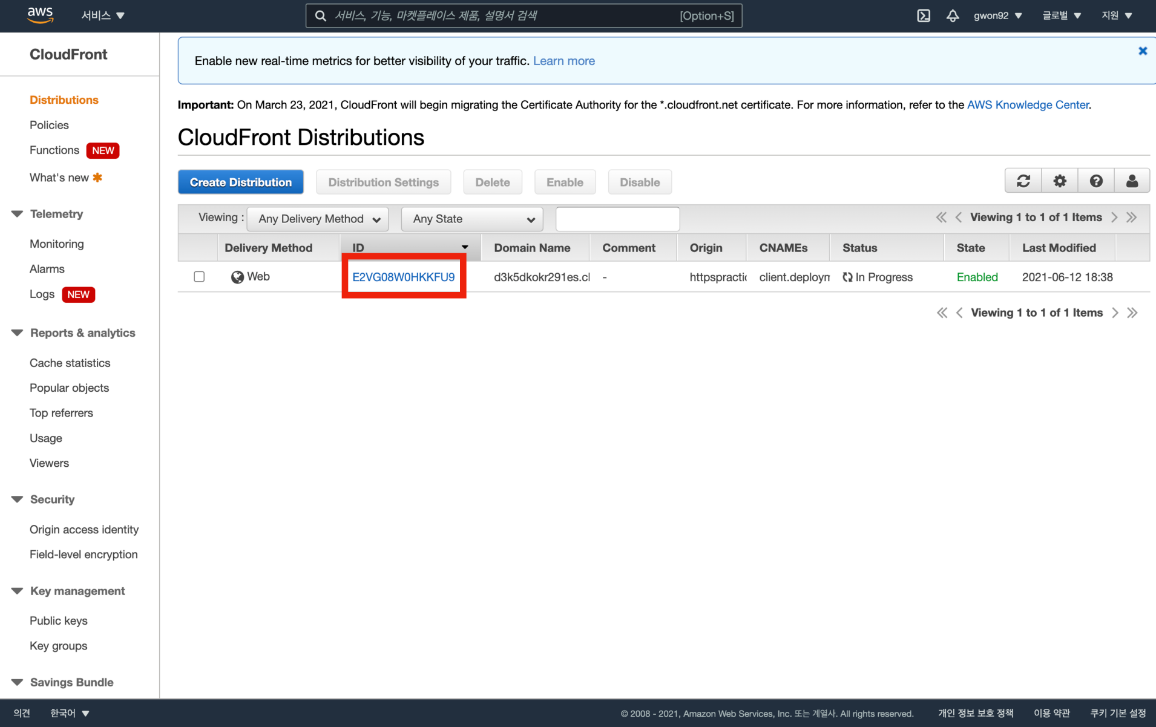 aws 서비스 ▼ 서비스, 기능, 마켓플레이스 제품, 설명서 검색 [Option+S] gwon92 ▼ 글로벌 ▼ 지원 ▼
CloudFront
Distributions
Policies
Functions NEW
What's new
Telemetry
Monitoring
Alarms
Logs NEW
Reports & analytics
Cache statistics
Popular objects
Top referrers
Usage
Viewers
Security
Origin access identity
Field-level encryption
Key management
Public keys
Key groups
Savings Bundle
Enable new real-time metrics for better visibility of your traffic. Learn more
Important: On March 23, 2021, CloudFront will begin migrating the Certificate Authority for the *.cloudfront.net certificate. For more information, refer to the AWS Knowledge Center.
CloudFront Distributions
Create Distribution Distribution Settings Delete Enable Disable
Viewing : Any Delivery Method Any State Viewing 1 to 1 of 1 Items
Delivery Method ID Domain Name Comment Origin CNAMEs Status State Last Modified
Web E2VG08W0HKKFU9 d3k5dkokr291es.cl - httpspractic client.deploym In Progress Enabled 2021-06-12 18:38
Viewing 1 to 1 of 1 Items
의견 한국어 ▼ © 2008 - 2021, Amazon Web Services, Inc. 또는 계열사. All rights reserved. 개인 정보 보호 정책 이용 약관 쿠키 기본 설정